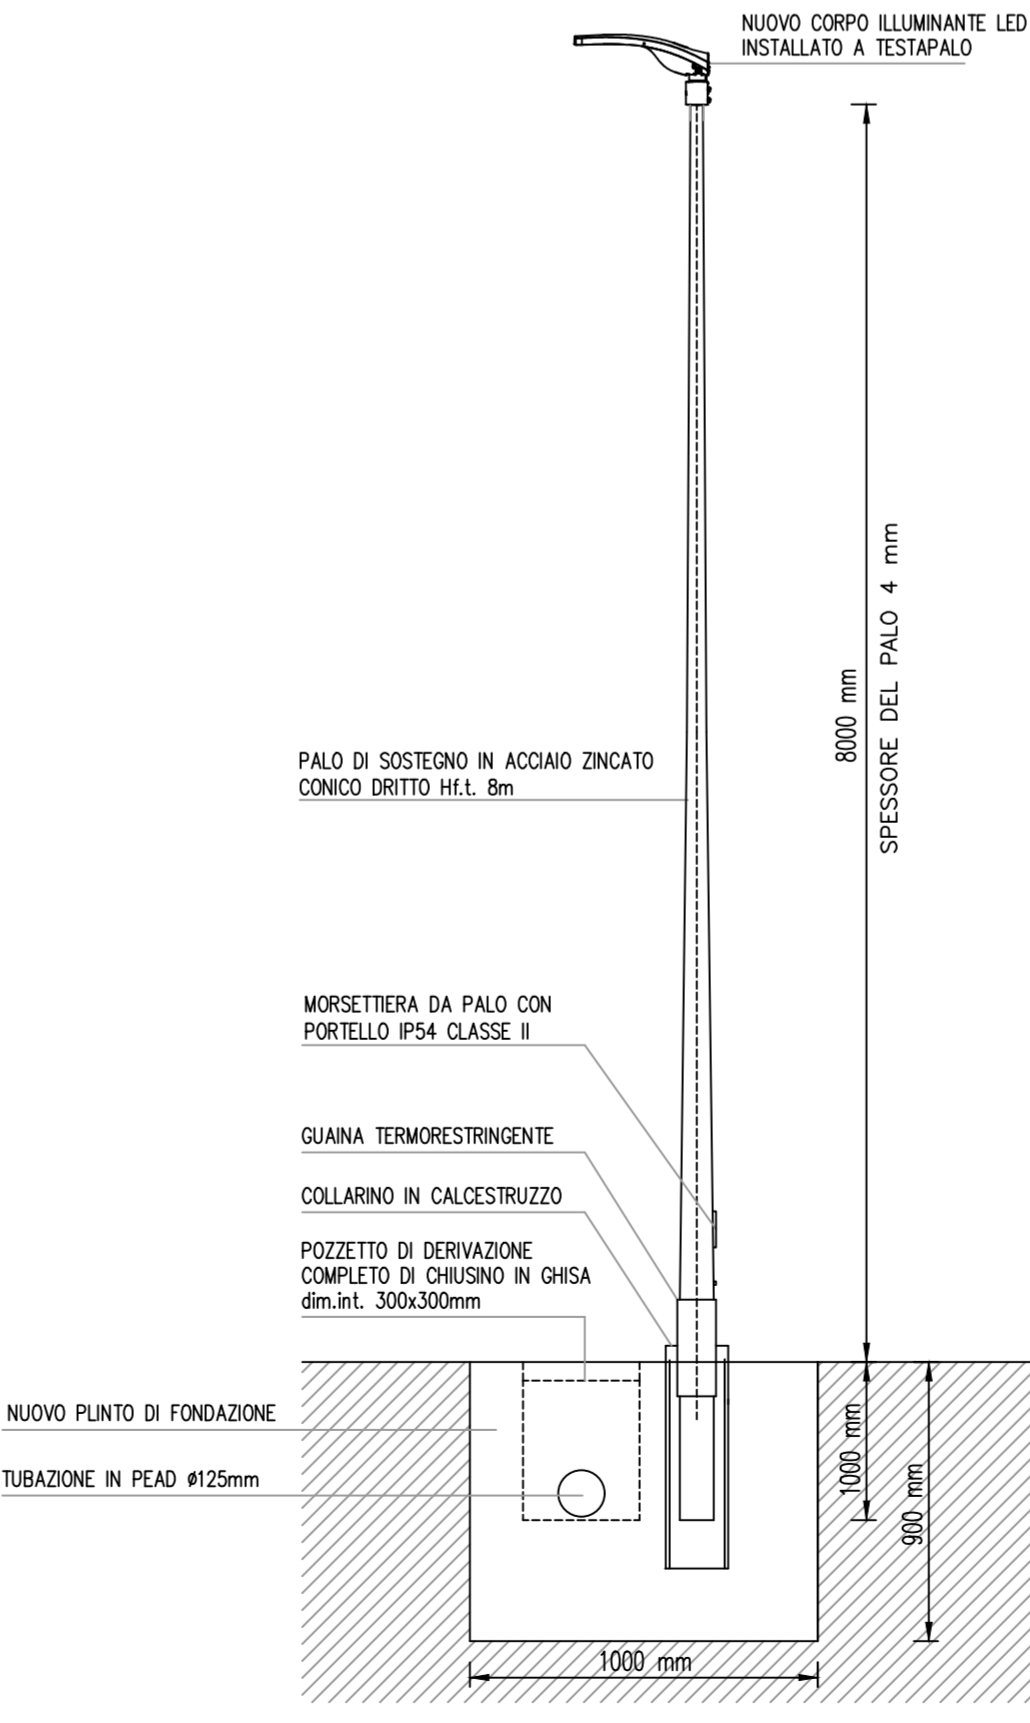 NUOVO CORPO ILLUMINANTE LED
INSTALLATO A TESTAPALO
8000 mm
SPESSORE DEL PALO 4 mm
PALO DI SOSTEGNO IN ACCIAIO ZINCATO
CONICO DRITTO Hf.t. 8m
MORSETTIERA DA PALO CON
PORTELLO IP54 CLASSE II
GUAINA TERMORESTRINGENTE
COLLARINO IN CALCESTRUZZO
POZZETTO DI DERIVAZIONE
COMPLETO DI CHIUSINO IN GHISA
dim.int. 300x300mm
NUOVO PLINTO DI FONDAZIONE
TUBAZIONE IN PEAD ø125mm
1000 mm
900 mm
1000 mm